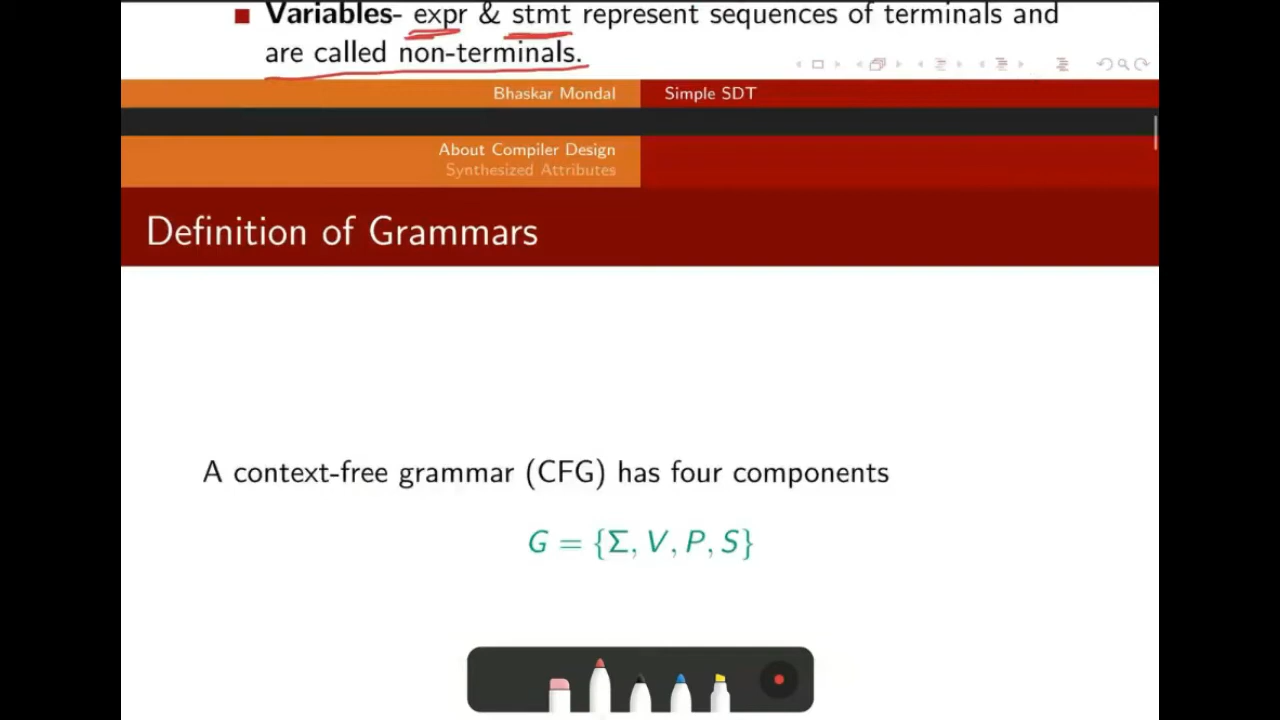 Variables- expr & stmt represent sequences of terminals and
are called non-terminals.
Bhaskar Mondal
Simple SDT
About Compiler Design
Synthesized Attributes
Definition of Grammars
A context-free grammar (CFG) has four components
G = {Σ, V, P, S}